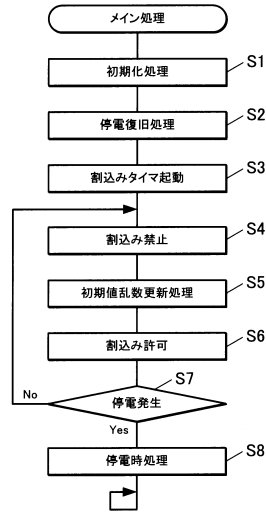 メイン処理
初期化処理
S1
停電復旧処理
S2
割込みタイマ起動
S3
割込み禁止
S4
初期値乱数更新処理
S5
割込み許可
S6
停電発生
S7
No
Yes
停電時処理
S8